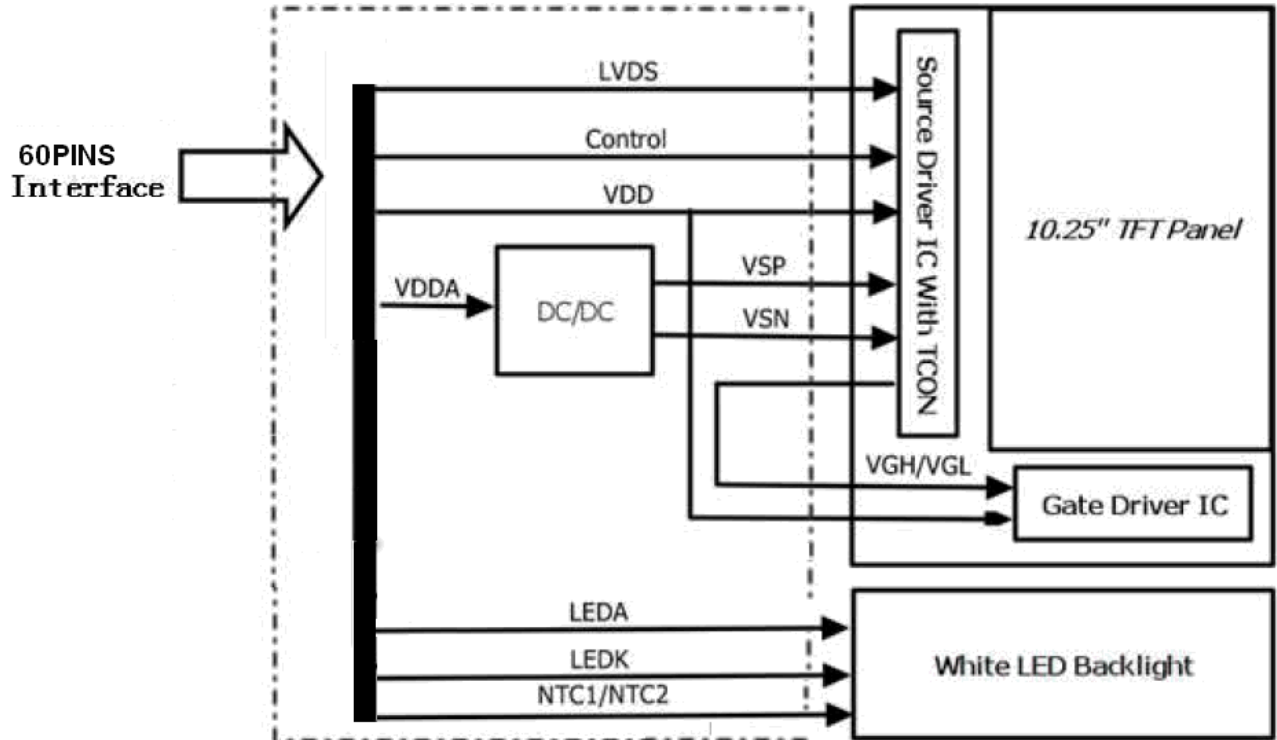 60PINS
Interface
LVDS
Control
VDD
VDDA
DC/DC
VSP
VSN
Source Driver IC With TCON
10.25" TFT Panel
VGH/VGL
Gate Driver IC
LEDA
LEDK
NTC1/NTC2
White LED Backlight